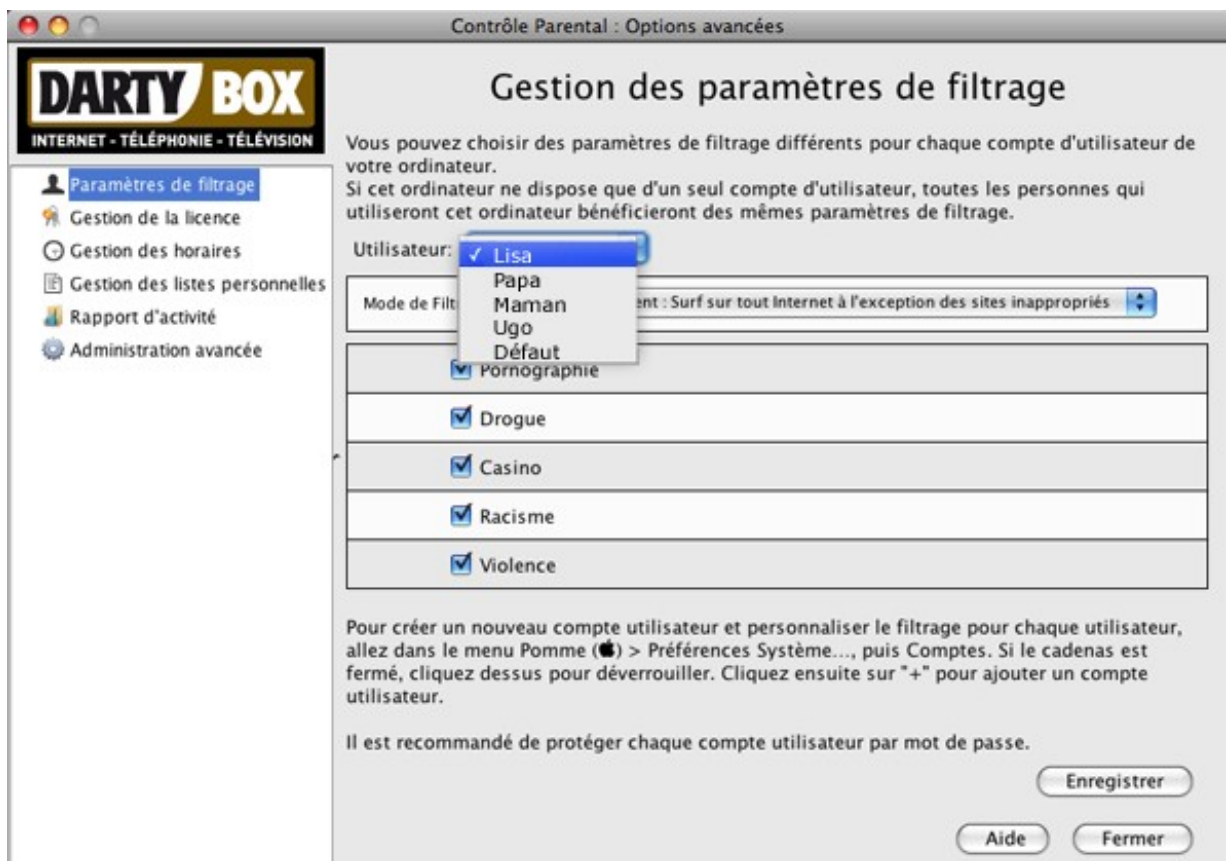 Contrôle Parental : Options avancées
DARTY BOX
INTERNET - TÉLÉPHONIE - TÉLÉVISION
Paramètres de filtrage
Gestion de la licence
Gestion des horaires
Gestion des listes personnelles
Rapport d'activité
Administration avancée
Gestion des paramètres de filtrage
Vous pouvez choisir des paramètres de filtrage différents pour chaque compte d'utilisateur de
votre ordinateur.
Si cet ordinateur ne dispose que d'un seul compte d'utilisateur, toutes les personnes qui
utiliseront cet ordinateur bénéficieront des mêmes paramètres de filtrage.
Utilisateur:
✓ Lisa
Papa
Maman
Ugo
Défaut
Mode de Filt ent : Surf sur tout Internet à l'exception des sites inappropriés
Pornographie
Drogue
Casino
Racisme
Violence
Pour créer un nouveau compte utilisateur et personnaliser le filtrage pour chaque utilisateur,
allez dans le menu Pomme () > Préférences Système..., puis Comptes. Si le cadenas est
fermé, cliquez dessus pour déverrouiller. Cliquez ensuite sur "+" pour ajouter un compte
utilisateur.
Il est recommandé de protéger chaque compte utilisateur par mot de passe.
Enregistrer
Aide
Fermer